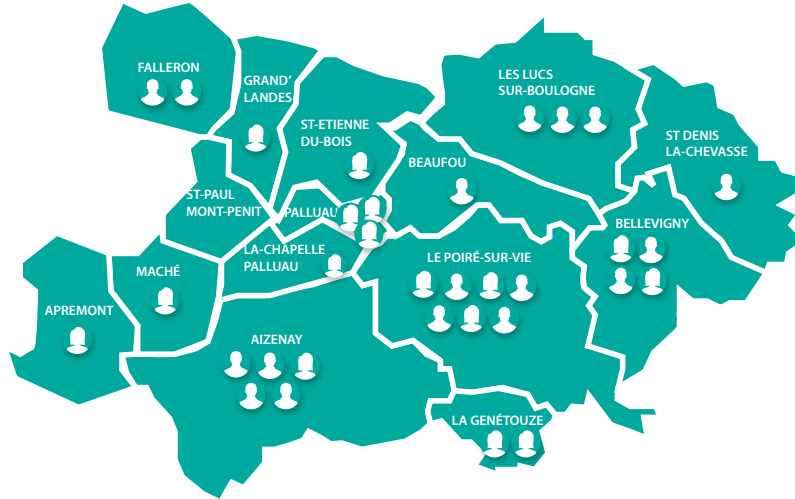 FALLERON
GRAND'
LANDES
ST-ETIENNE
DU-BOIS
LES LUCS
SUR-BOULOGNE
ST DENIS
LA-CHEVASSE
BEAUFOU
ST-PAUL
MONT-PENIT
PALLUAU
BELLEVIGNY
LA-CHAPELLE
PALLUAU
LE POIRÉ-SUR-VIE
MACHÉ
APREMONT
AIZENAY
LA GENÉTOUZE